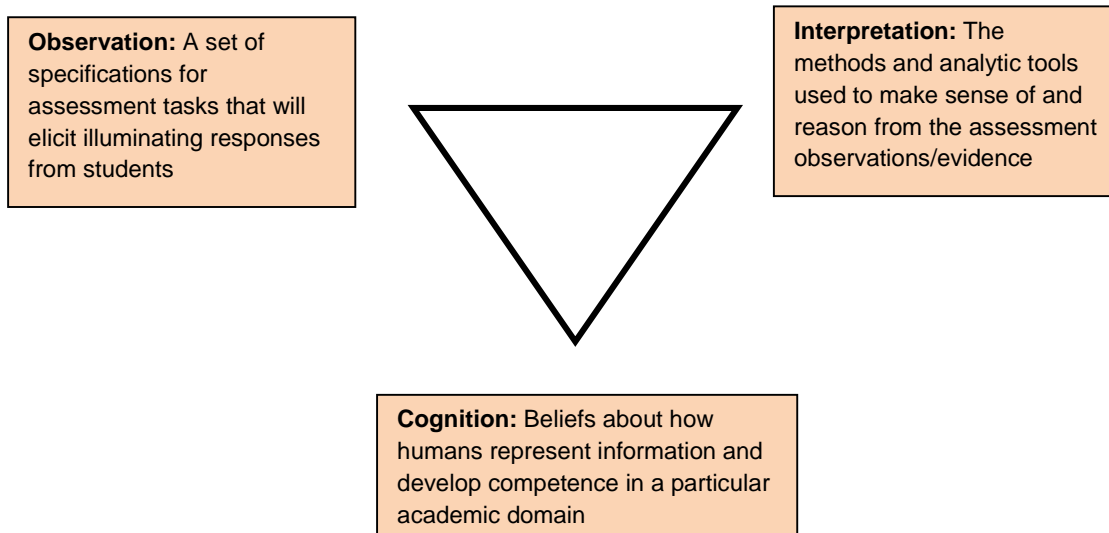 Observation: A set of
specifications for
assessment tasks that will
elicit illuminating responses
from students
Interpretation: The
methods and analytic tools
used to make sense of and
reason from the assessment
observations/evidence
Cognition: Beliefs about how
humans represent information and
develop competence in a particular
academic domain